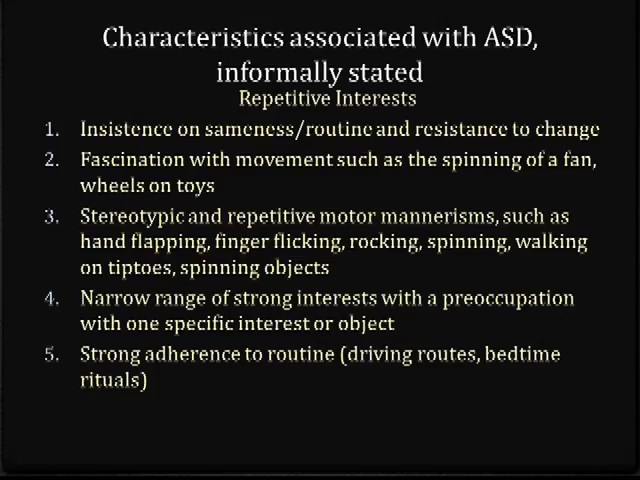 Characteristics associated with ASD,
informally stated
Repetitive Interests
1. Insistence on sameness/routine and resistance to change
2. Fascination with movement such as the spinning of a fan,
wheels on toys
3. Stereotypic and repetitive motor mannerisms, such as
hand flapping, finger flicking, rocking, spinning, walking
on tiptoes, spinning objects
4. Narrow range of strong interests with a preoccupation
with one specific interest or object
5. Strong adherence to routine (driving routes, bedtime
rituals)